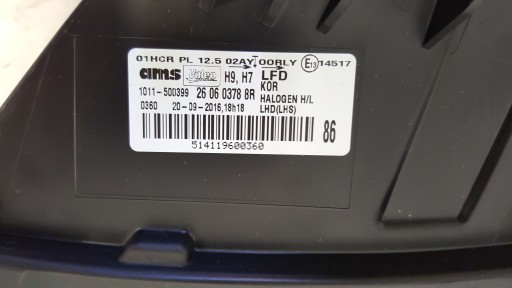 01HCR PL 12.5 02AY 00RLY E13 14517
ams Valeo H9, H7 LFD
1011-500399 26 06 0378 8R KOR
0360 20-09-2016,18h18 HALOGEN H/L
LHD(LHS)
86
514119600360